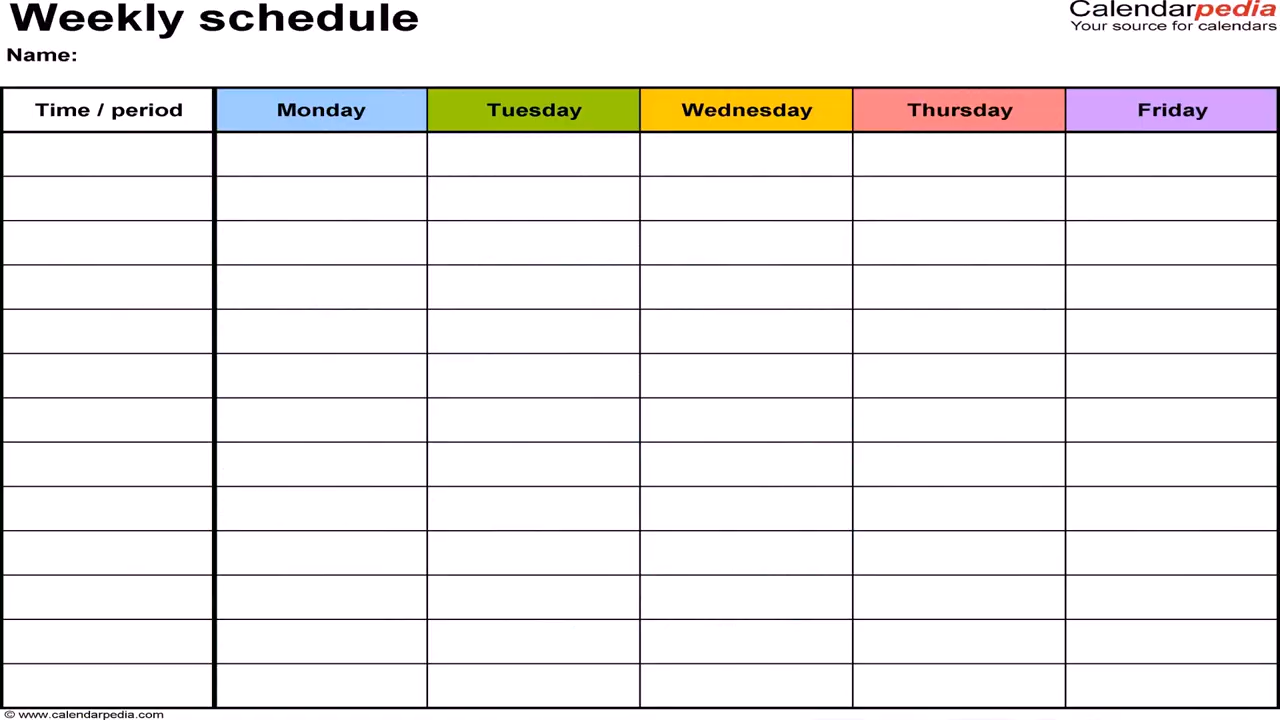 Weekly schedule
Calendarpedia
Your source for calendars
Name:
Time / period Monday Tuesday Wednesday Thursday Friday
© www.calendarpedia.com